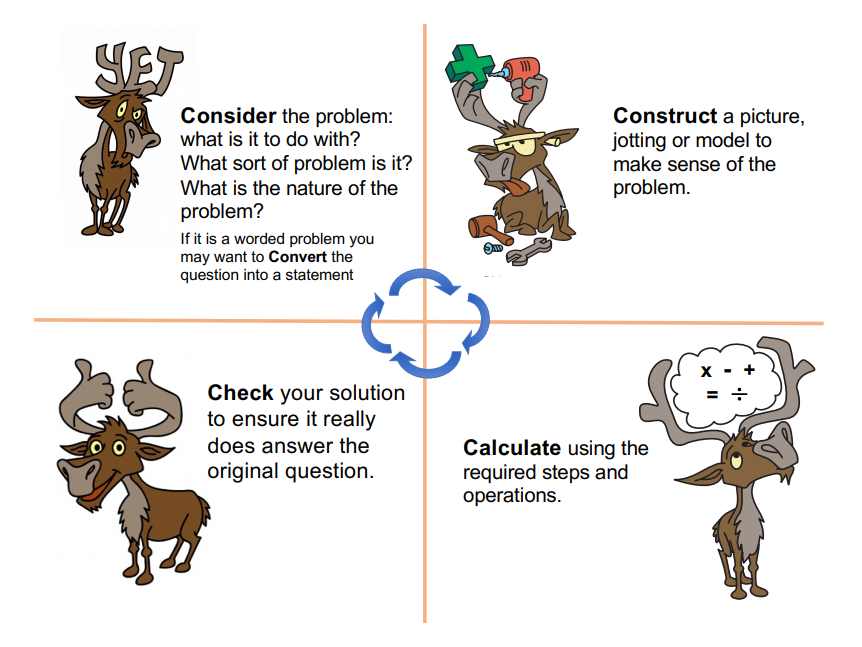 YET
Consider the problem:
what is it to do with?
What sort of problem is it?
What is the nature of the
problem?
If it is a worded problem you
may want to Convert the
question into a statement
Construct a picture,
jotting or model to
make sense of the
problem.
Check your solution
to ensure it really
does answer the
original question.
x - +
= ÷
Calculate using the
required steps and
operations.